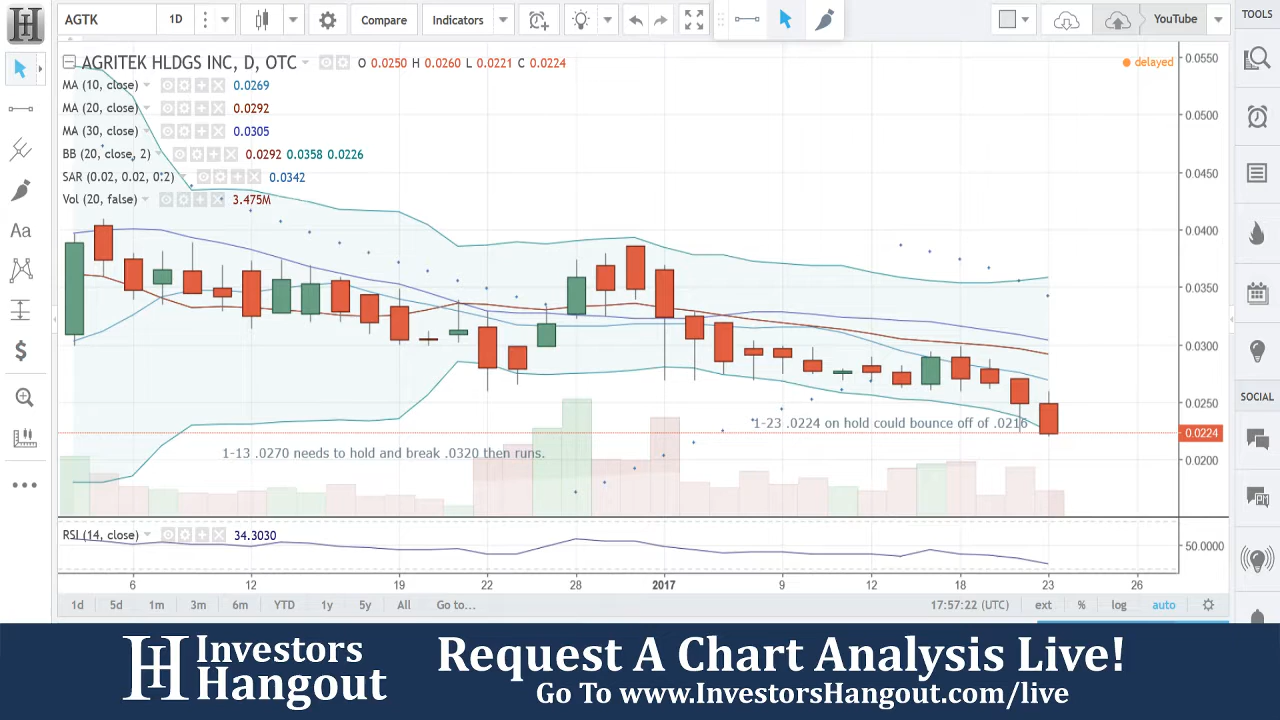 AGTK 1D Compare Indicators YouTube TOOLS
AGRITEK HLDGS INC, D, OTC O 0.0250 H 0.0260 L 0.0221 C 0.0224 delayed
MA (10, close) 0.0269
MA (20, close) 0.0292
MA (30, close) 0.0305
BB (20, close, 2) 0.0292 0.0358 0.0226
SAR (0.02, 0.02, 0.2) 0.0342
Vol (20, false) 3.475M
0.0550
0.0500
0.0450
0.0400
0.0350
0.0300
0.0250
0.0224
0.0200
SOCIAL
1-23 .0224 on hold could bounce off of .0216
1-13 .0270 needs to hold and break .0320 then runs.
RSI (14, close) 34.3030
50.0000
6 12 19 22 28 2017 9 12 18 23 26
1d 5d 1m 3m 6m YTD 1y 5y All Go to... 17:57:22 (UTC) ext % log auto
Aa
$
PM
H Investors Hangout
Request A Chart Analysis Live!
Go To www.InvestorsHangout.com/live